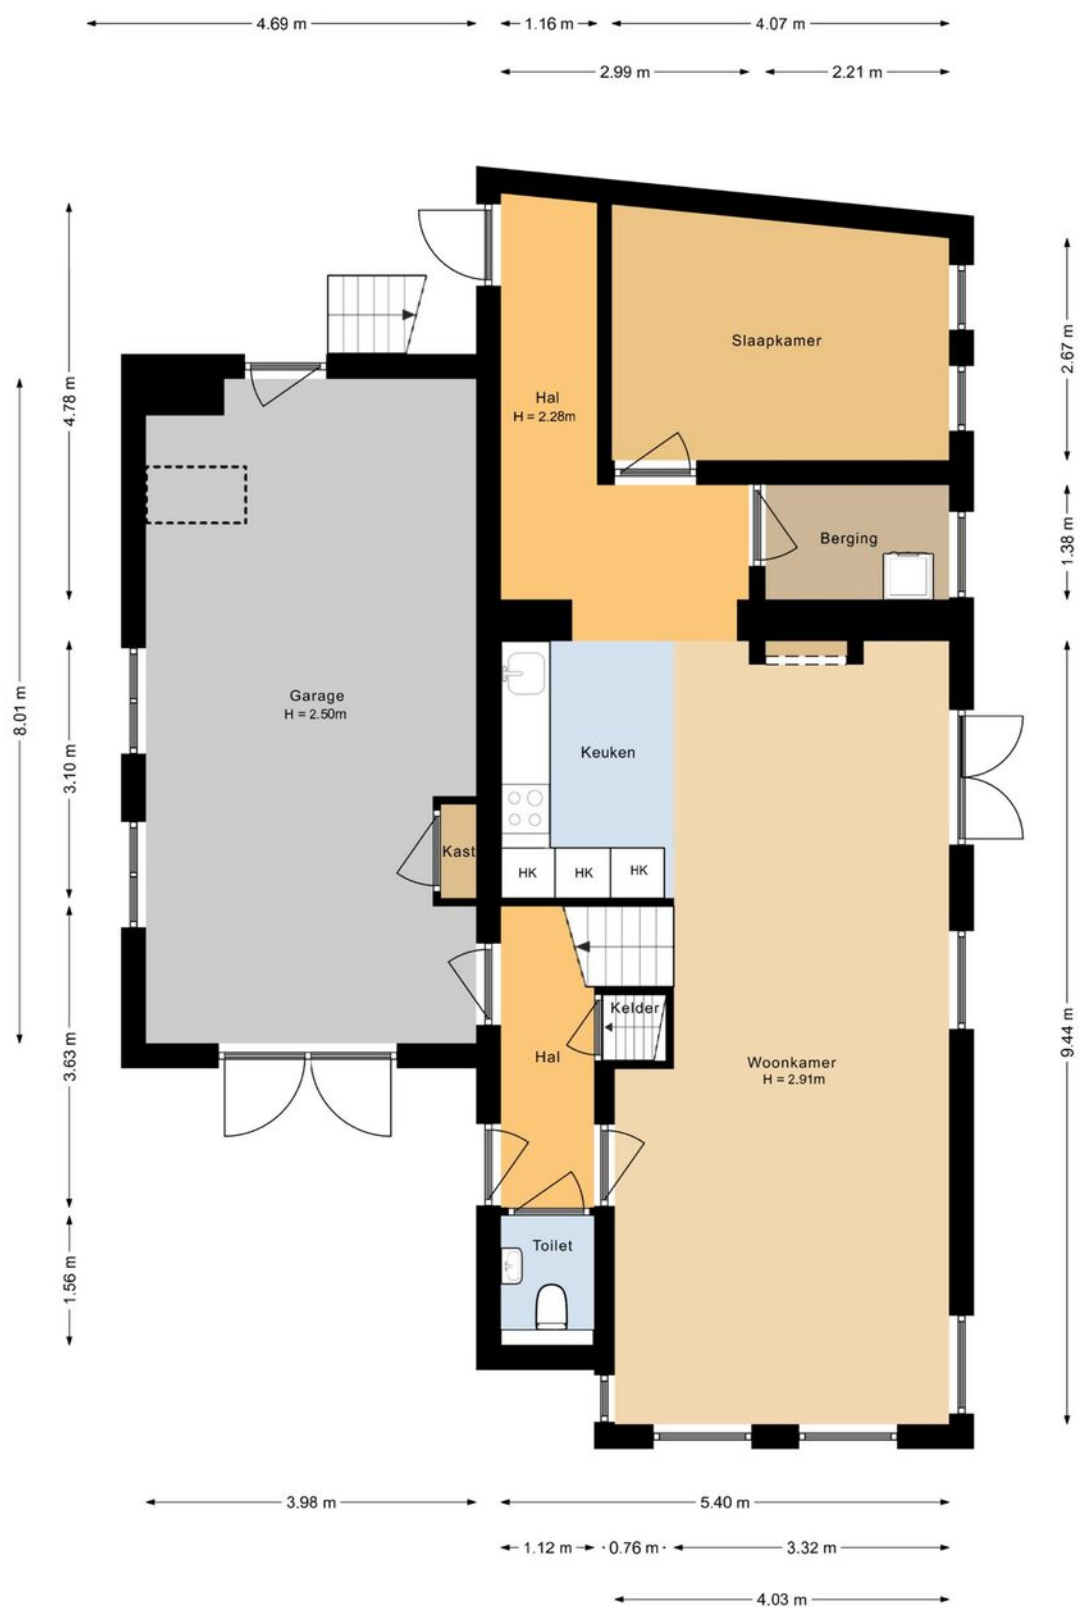 4.69 m
1.16 m
4.07 m
2.99 m
2.21 m
4.78 m
2.67 m
Slaapkamer
Hal
H = 2.28m
1.38 m
Berging
8.01 m
3.10 m
Garage
H = 2.50m
Keuken
Kast
HK
HK
HK
3.63 m
Kelder
9.44 m
Hal
Woonkamer
H = 2.91m
1.56 m
Toilet
3.98 m
5.40 m
1.12 m
0.76 m
3.32 m
4.03 m